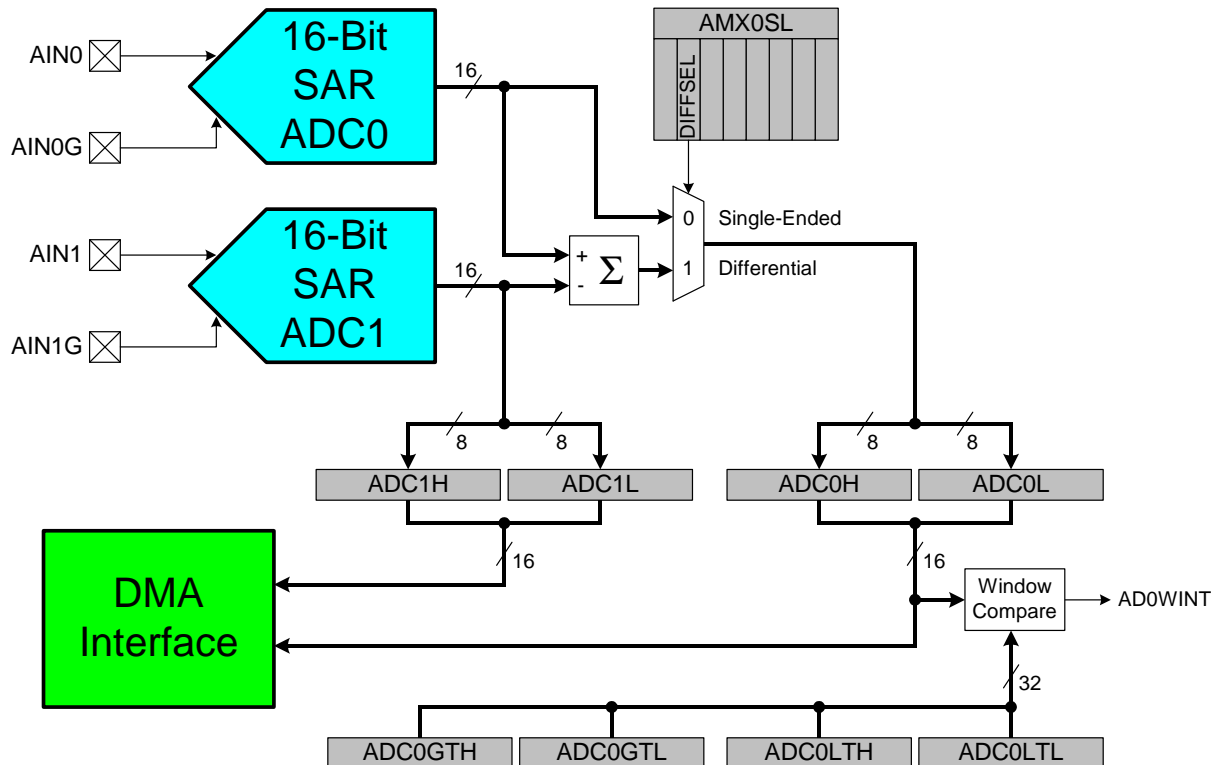 AMX0SL
DIFFSEL
AIN0
AIN0G
16-Bit
SAR
ADC0
16
AIN1
AIN1G
16-Bit
SAR
ADC1
16
+
-
Σ
0
1
Single-Ended
Differential
8
8
8
8
ADC1H
ADC1L
ADC0H
ADC0L
16
16
DMA
Interface
Window
Compare
AD0WINT
32
ADC0GTH
ADC0GTL
ADC0LTH
ADC0LTL